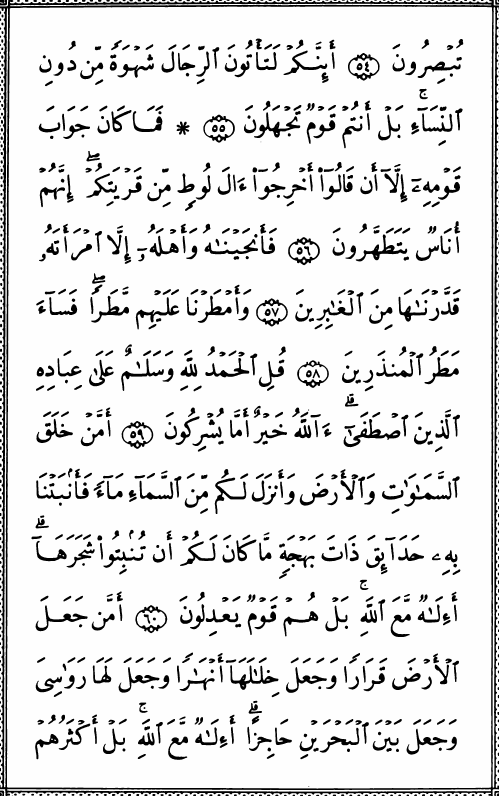 تُبْصِرُونَ ﴿٥٤﴾ أَئِنَّكُمْ لَتَأْتُونَ ٱلرِّجَالَ شَهْوَةً مِّن دُونِ
ٱلنِّسَآءِ ۚ بَلْ أَنتُمْ قَوْمٌ تَجْهَلُونَ ﴿٥٥﴾ * فَمَا كَانَ جَوَابَ
قَوْمِهِۦٓ إِلَّآ أَن قَالُوٓا۟ أَخْرِجُوٓا۟ ءَالَ لُوطٍ مِّن قَرْيَتِكُمْ ۖ إِنَّهُمْ
أُنَاسٌ يَتَطَهَّرُونَ ﴿٥٦﴾ فَأَنجَيْنَـٰهُ وَأَهْلَهُۥٓ إِلَّا ٱمْرَأَتَهُۥ
قَدَّرْنَـٰهَا مِنَ ٱلْغَـٰبِرِينَ ﴿٥٧﴾ وَأَمْطَرْنَا عَلَيْهِم مَّطَرًا ۖ فَسَآءَ
مَطَرُ ٱلْمُنذَرِينَ ﴿٥٨﴾ قُلِ ٱلْحَمْدُ لِلَّهِ وَسَلَـٰمٌ عَلَىٰ عِبَادِهِ
ٱلَّذِينَ ٱصْطَفَىٰٓ ۗ ءَآللَّهُ خَيْرٌ أَمَّا يُشْرِكُونَ ﴿٥٩﴾ أَمَّنْ خَلَقَ
ٱلسَّمَـٰوَٰتِ وَٱلْأَرْضَ وَأَنزَلَ لَكُم مِّنَ ٱلسَّمَآءِ مَآءً فَأَنۢبَتْنَا
بِهِۦ حَدَآئِقَ ذَاتَ بَهْجَةٍ مَّا كَانَ لَكُمْ أَن تُنۢبِتُوا۟ شَجَرَهَآ ۗ
أَءِلَـٰهٌ مَّعَ ٱللَّهِ ۚ بَلْ هُمْ قَوْمٌ يَعْدِلُونَ ﴿٦٠﴾ أَمَّن جَعَلَ
ٱلْأَرْضَ قَرَارًا وَجَعَلَ خِلَـٰلَهَآ أَنْهَـٰرًا وَجَعَلَ لَهَا رَوَٰسِىَ
وَجَعَلَ بَيْنَ ٱلْبَحْرَيْنِ حَاجِزًا ۗ أَءِلَـٰهٌ مَّعَ ٱللَّهِ ۚ بَلْ أَكْثَرُهُمْ